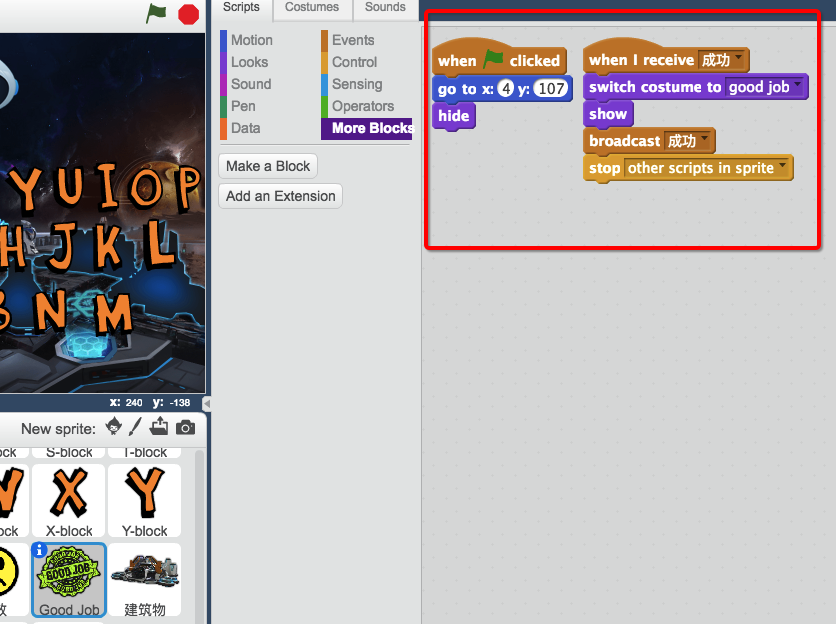 Scripts Costumes Sounds
Motion Events
Looks Control
Sound Sensing
Pen Operators
Data More Blocks
Make a Block
Add an Extension
when clicked
go to x: 4 y: 107
hide
when I receive 成功
switch costume to good job
show
broadcast 成功
stop other scripts in sprite
Y U I O P
H J K L
B N M
x: 240 y: -138
New sprite:
S-block T-block
X Y
X-block Y-block
GOOD JOB
Good Job 建筑物